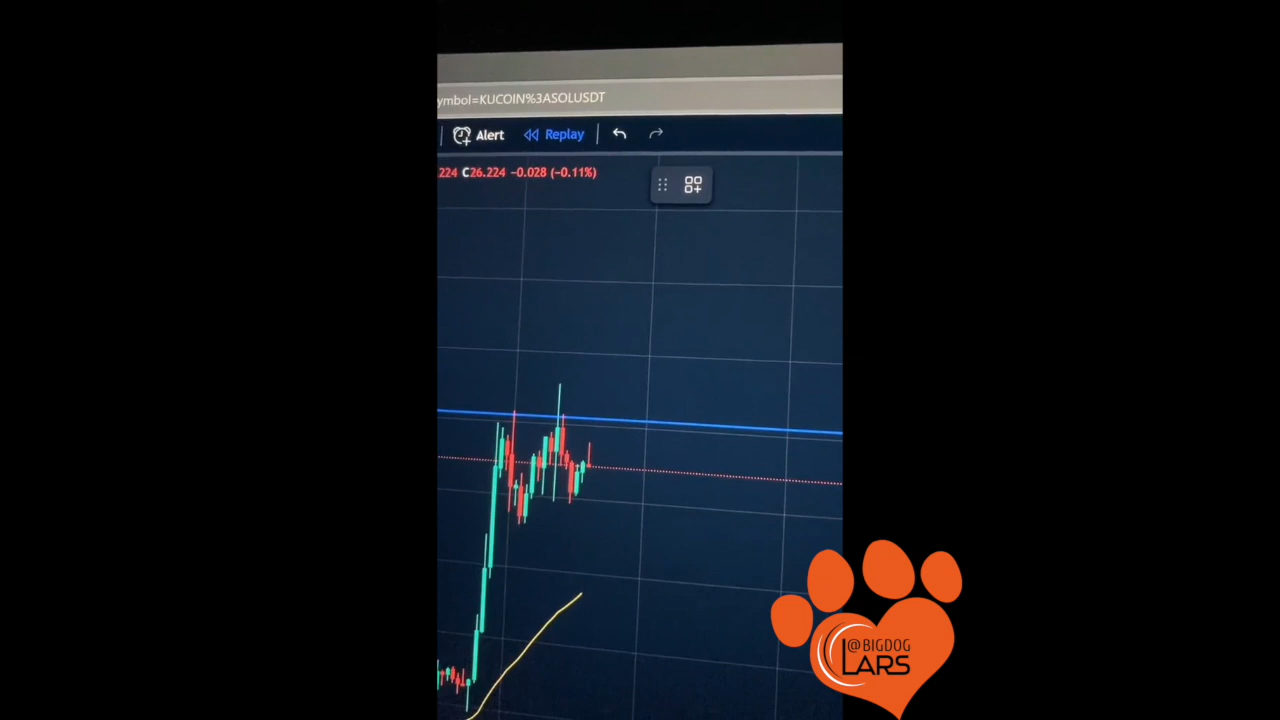 ymbol=KUCOIN%3ASOLUSDT
Alert Replay
.224 C26.224 −0.028 (−0.11%)
@BIGDOG
LARS